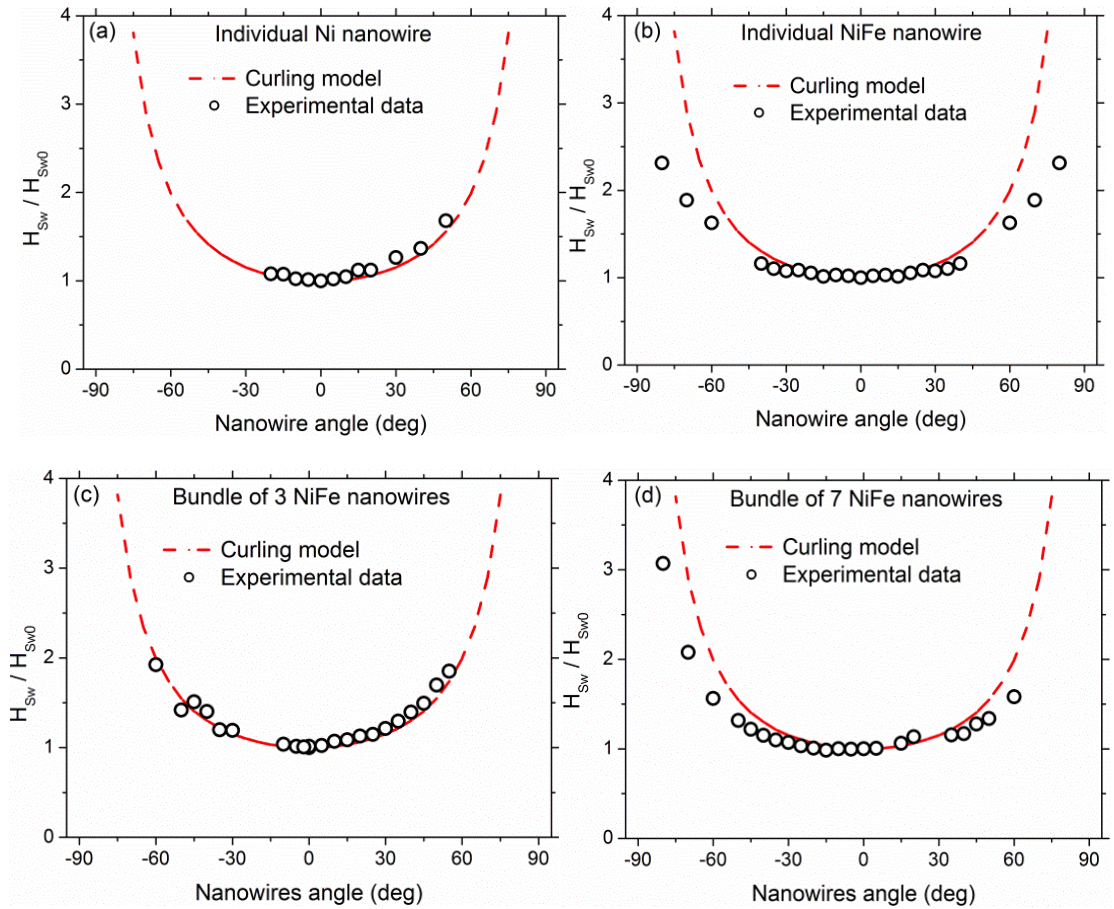 (a)
Individual Ni nanowire
Curling model
Experimental data
H_Sw / H_Sw0
4
3
2
1
0
-90 -60 -30 0 30 60 90
Nanowire angle (deg)
(b)
Individual NiFe nanowire
Curling model
Experimental data
H_Sw / H_Sw0
4
3
2
1
0
-90 -60 -30 0 30 60 90
Nanowire angle (deg)
(c)
Bundle of 3 NiFe nanowires
Curling model
Experimental data
H_Sw / H_Sw0
4
3
2
1
0
-90 -60 -30 0 30 60 90
Nanowires angle (deg)
(d)
Bundle of 7 NiFe nanowires
Curling model
Experimental data
H_Sw / H_Sw0
4
3
2
1
0
-90 -60 -30 0 30 60 90
Nanowires angle (deg)